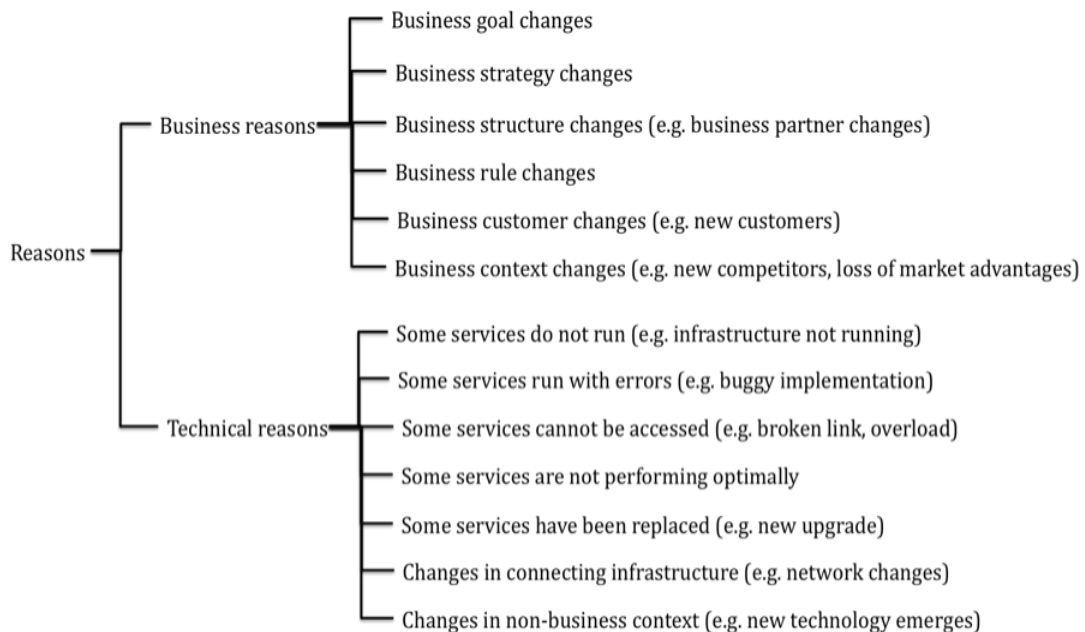 Business goal changes
Business strategy changes
Business reasons
Business structure changes (e.g. business partner changes)
Business rule changes
Business customer changes (e.g. new customers)
Reasons
Business context changes (e.g. new competitors, loss of market advantages)
Some services do not run (e.g. infrastructure not running)
Some services run with errors (e.g. buggy implementation)
Technical reasons
Some services cannot be accessed (e.g. broken link, overload)
Some services are not performing optimally
Some services have been replaced (e.g. new upgrade)
Changes in connecting infrastructure (e.g. network changes)
Changes in non-business context (e.g. new technology emerges)